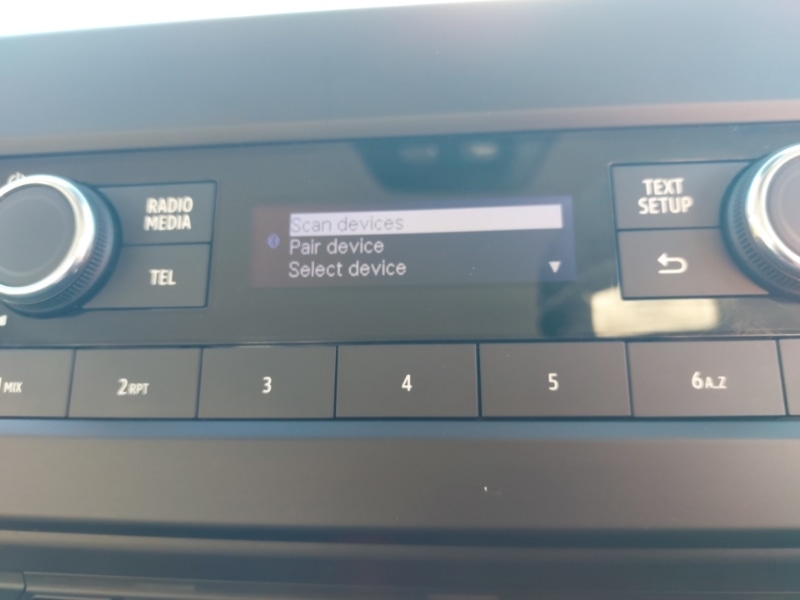 RADIO
MEDIA
TEL
Scan devices
Pair device
Select device
TEXT
SETUP
MIX
2RPT
3
4
5
6A..Z